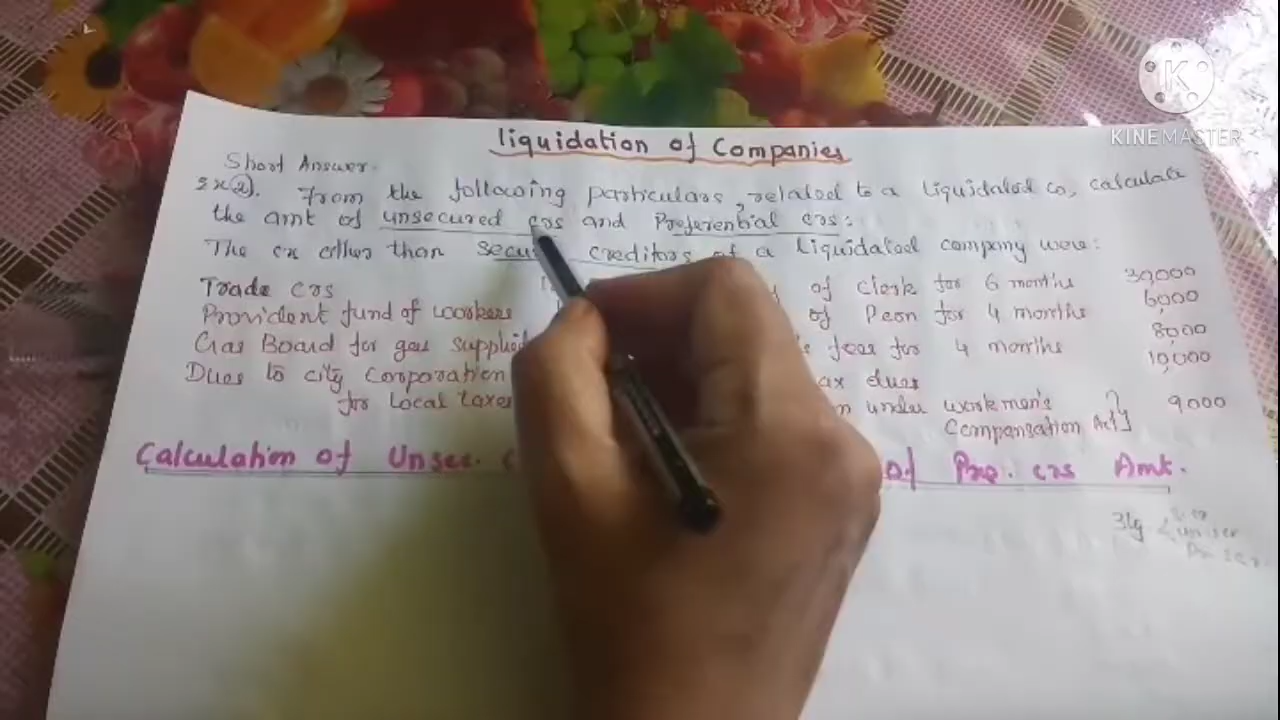 KINEMASTER
Liquidation of Companies
Short Answer.
Ex(2). From the following particulars, related to a liquidated co, calculate
the amt of unsecured crs and Preferential crs:
The cr other than secu creditors of a liquidated company were:
Trade crs of clerk for 6 months 30,000
Provident fund of workers of Peon for 4 months 6,000
Gas Board for gas supplied fees for 4 months 8,000
Dues to city Corporation ax dues 10,000
for local taxes n under workmen's 9000
Compensation Act
Calculation of Unsec. of Pre. crs Amt.